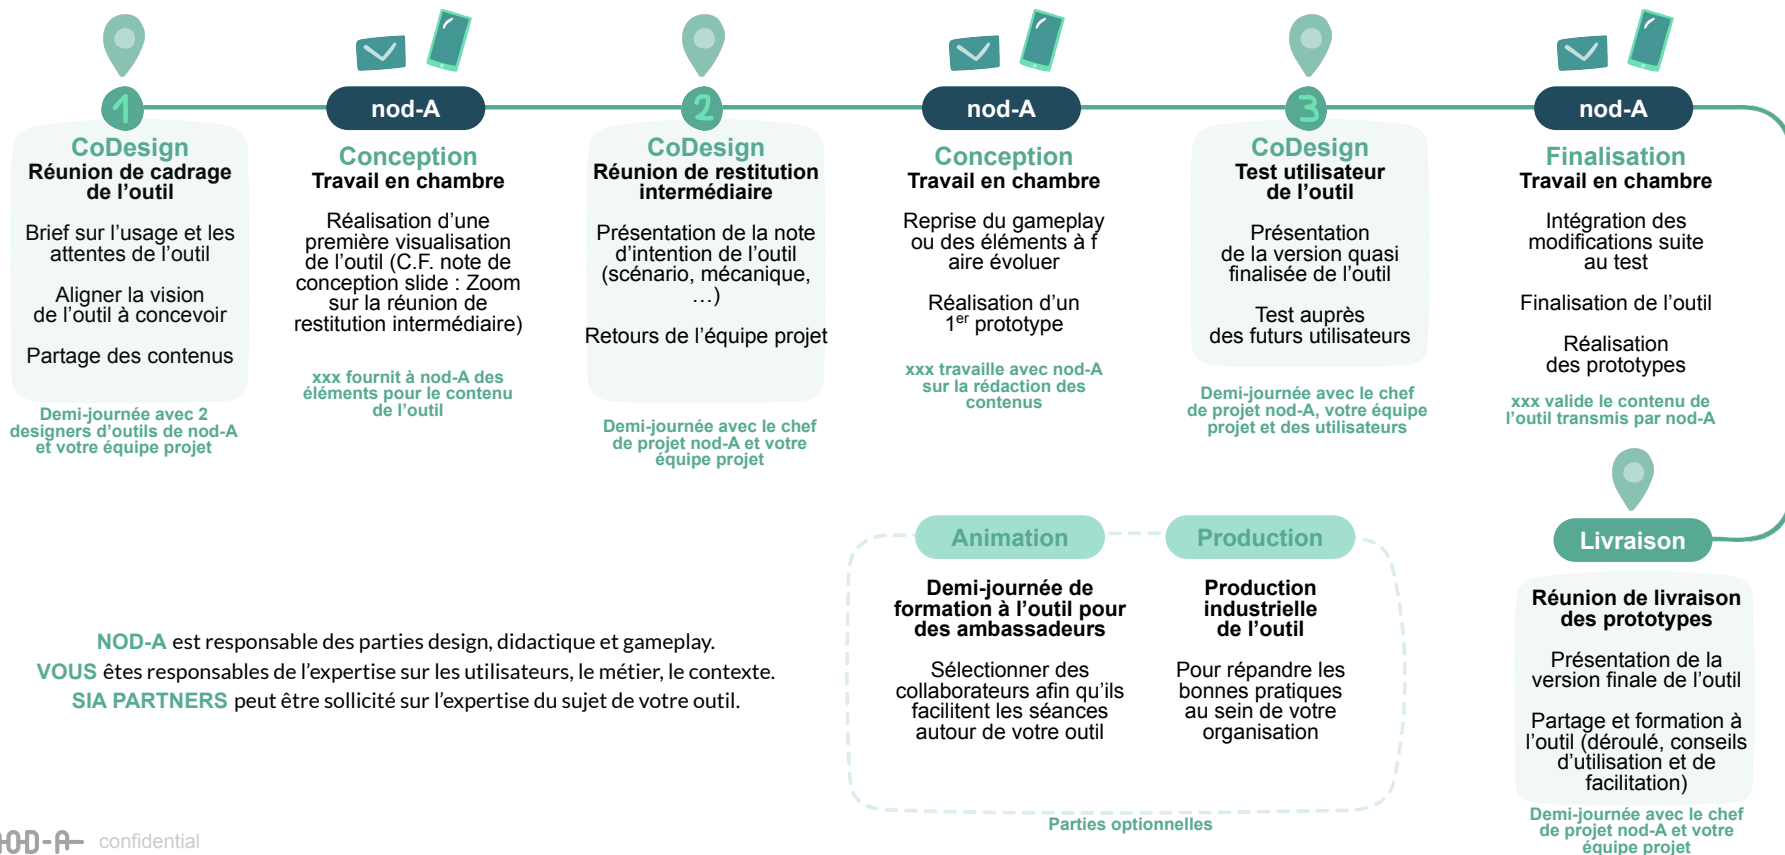 1
CoDesign
Réunion de cadrage
de l’outil
Brief sur l’usage et les
attentes de l’outil
Aligner la vision
de l’outil à concevoir
Partage des contenus
Demi-journée avec 2
designers d’outils de nod-A
et votre équipe projet
nod-A
Conception
Travail en chambre
Réalisation d’une
première visualisation
de l’outil (C.F. note de
conception slide : Zoom
sur la réunion de
restitution intermédiaire)
xxx fournit à nod-A des
éléments pour le contenu
de l’outil
2
CoDesign
Réunion de restitution
intermédiaire
Présentation de la note
d’intention de l’outil
(scénario, mécanique,
…)
Retours de l’équipe projet
Demi-journée avec le chef
de projet nod-A et votre
équipe projet
nod-A
Conception
Travail en chambre
Reprise du gameplay
ou des éléments à f
aire évoluer
Réalisation d’un
1er prototype
xxx travaille avec nod-A
sur la rédaction des
contenus
3
CoDesign
Test utilisateur
de l’outil
Présentation
de la version quasi
finalisée de l’outil
Test auprès
des futurs utilisateurs
Demi-journée avec le chef
de projet nod-A, votre équipe
projet et des utilisateurs
nod-A
Finalisation
Travail en chambre
Intégration des
modifications suite
au test
Finalisation de l’outil
Réalisation
des prototypes
xxx valide le contenu de
l’outil transmis par nod-A
Livraison
Réunion de livraison
des prototypes
Présentation de la
version finale de l’outil
Partage et formation à
l’outil (déroulé, conseils
d’utilisation et de
facilitation)
Demi-journée avec le chef
de projet nod-A et votre
équipe projet
Animation
Demi-journée de
formation à l’outil pour
des ambassadeurs
Sélectionner des
collaborateurs afin qu’ils
facilitent les séances
autour de votre outil
Production
Production
industrielle
de l’outil
Pour répandre les
bonnes pratiques
au sein de votre
organisation
Parties optionnelles
NOD-A est responsable des parties design, didactique et gameplay.
VOUS êtes responsables de l’expertise sur les utilisateurs, le métier, le contexte.
SIA PARTNERS peut être sollicité sur l’expertise du sujet de votre outil.
NOD-A confidential